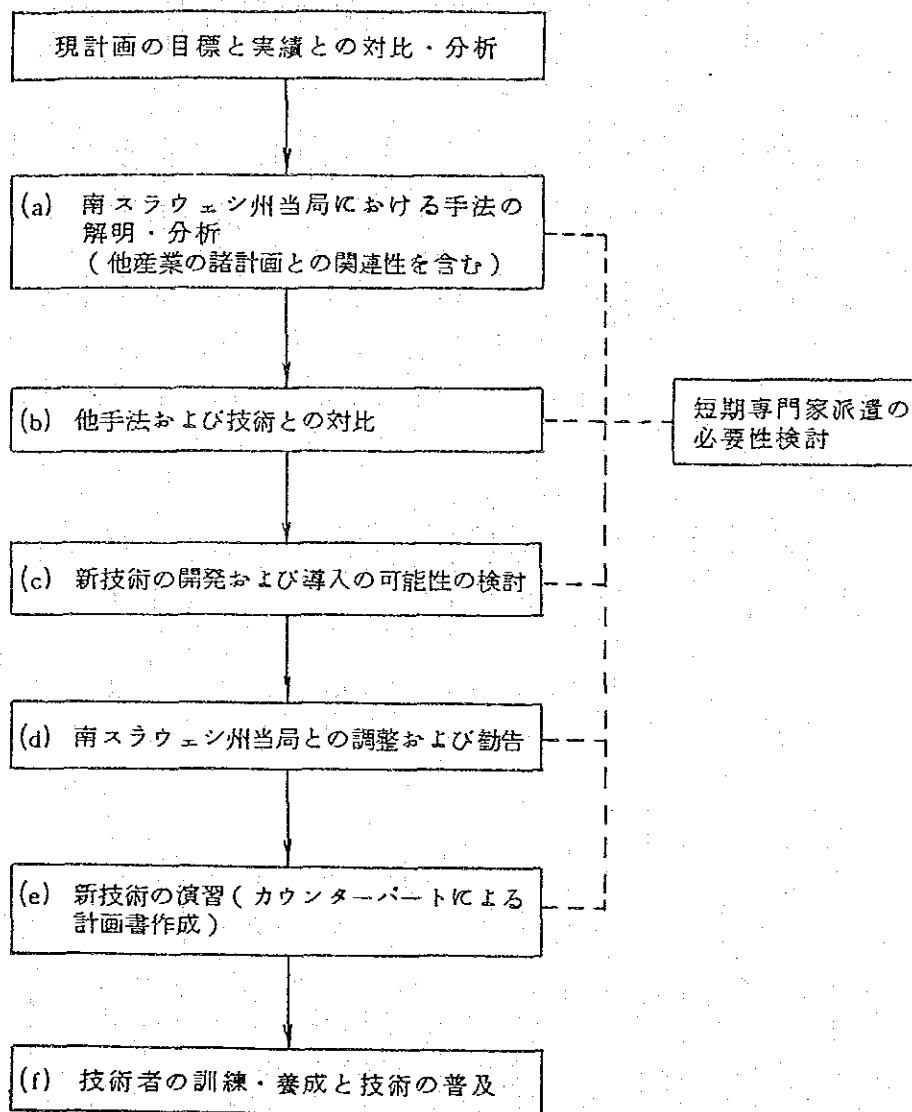 現計画の目標と実績との対比・分析
(a) 南スラウェシ州当局における手法の
解明・分析
(他産業の諸計画との関連性を含む)
(b) 他手法および技術との対比
短期専門家派遣の
必要性検討
(c) 新技術の開発および導入の可能性の検討
(d) 南スラウェシ州当局との調整および勧告
(e) 新技術の演習(カウンターパートによる
計画書作成)
(f) 技術者の訓練・養成と技術の普及